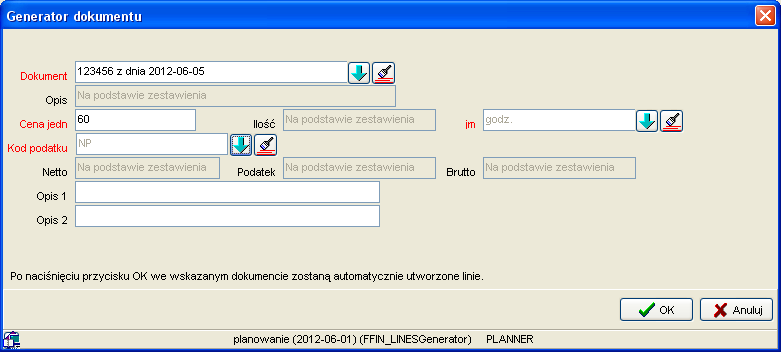 Generator dokumentu
Dokument 123456 z dnia 2012-06-05
Opis Na podstawie zestawienia
Cena jedn 60 Ilość Na podstawie zestawienia jm godz.
Kod podatku NP
Netto Na podstawie zestawienia Podatek Na podstawie zestawienia Brutto Na podstawie zestawienia
Opis 1
Opis 2
Po naciśnięciu przycisku OK we wskazanym dokumencie zostaną automatycznie utworzone linie.
OK Anuluj
planowanie (2012-06-01) (FFIN_LINESGenerator) PLANNER